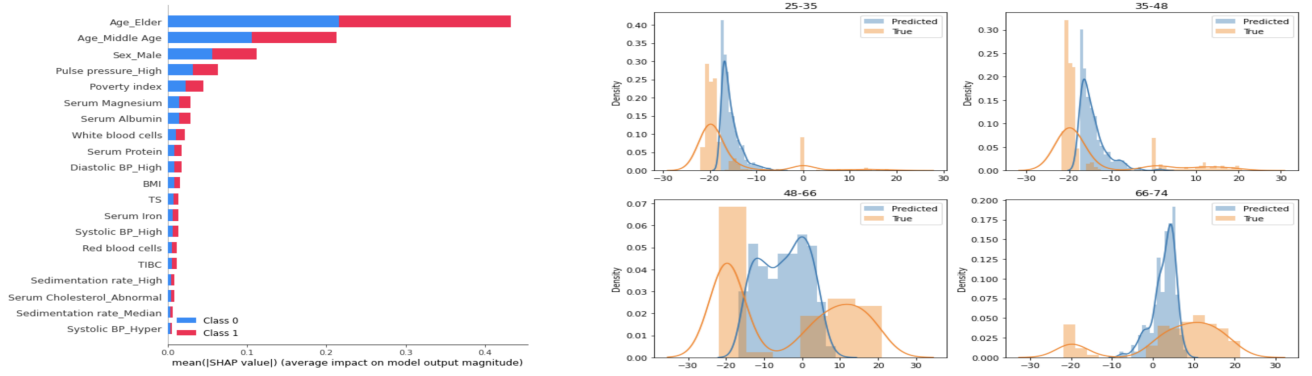 Age_Elder
Age_Middle Age
Sex_Male
Pulse pressure_High
Poverty index
Serum Magnesium
Serum Albumin
White blood cells
Serum Protein
Diastolic BP_High
BMI
TS
Serum Iron
Systolic BP_High
Red blood cells
TIBC
Sedimentation rate_High
Serum Cholesterol_Abnormal
Sedimentation rate_Median
Systolic BP_Hyper
Class 0
Class 1
0.0 0.1 0.2 0.3 0.4
mean(|SHAP value|) (average impact on model output magnitude)
25-35
Predicted
True
Density
0.40
0.35
0.30
0.25
0.20
0.15
0.10
0.05
0.00
−30 −20 −10 0 10 20 30
35-48
Predicted
True
Density
0.30
0.25
0.20
0.15
0.10
0.05
0.00
−30 −20 −10 0 10 20 30
48-66
Predicted
True
Density
0.07
0.06
0.05
0.04
0.03
0.02
0.01
0.00
−30 −20 −10 0 10 20 30
66-74
Predicted
True
Density
0.200
0.175
0.150
0.125
0.100
0.075
0.050
0.025
0.000
−30 −20 −10 0 10 20 30